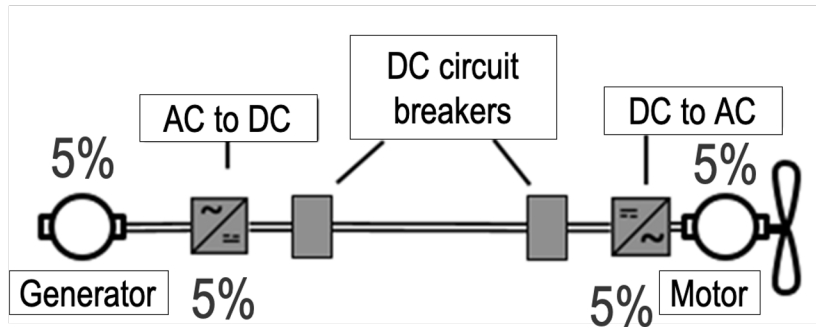 DC circuit
breakers
AC to DC
DC to AC
5%
5%
Generator
5%
5%
Motor